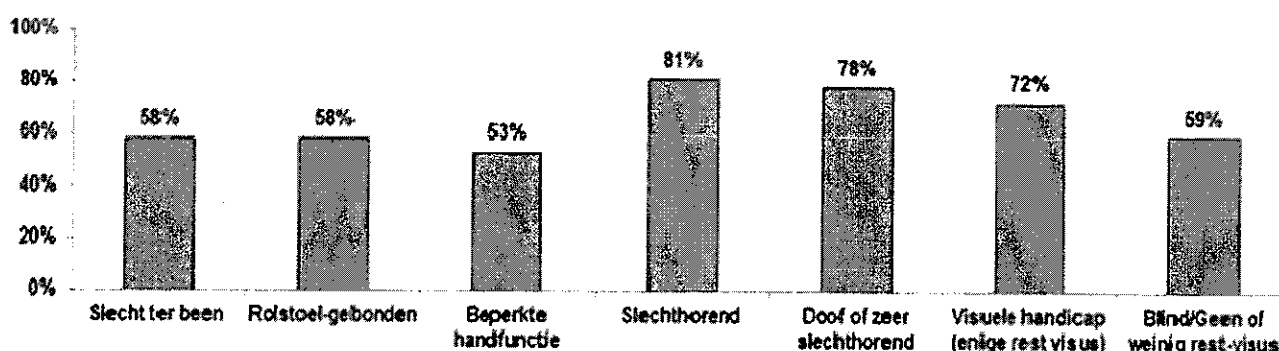 100%
80%
60%
40%
20%
0%
58%
58%
53%
81%
78%
72%
59%
Slecht ter been
Rolstoel-gebonden
Beperkte
handfunctie
Slechthorend
Doof of zeer
slechthorend
Visuele handicap
(enige rest visus)
Blind/Geen of
weinig rest-visus